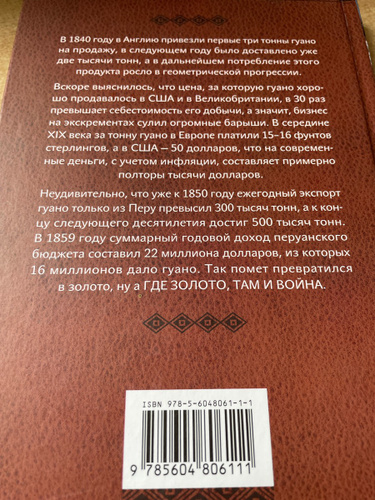 В 1840 году в Англию привезли первые три тонны гуано
на продажу, в следующем году было доставлено уже
две тысячи тонн, а в дальнейшем потребление этого
продукта росло в геометрической прогрессии.
Вскоре выяснилось, что цена, за которую гуано хоро-
шо продавалось в США и в Великобритании, в 30 раз
превышает себестоимость его добычи, а значит, бизнес
на экскрементах сулил огромные барыши. В середине
XIX века за тонну гуано в Европе платили 15–16 фунтов
стерлингов, а в США — 50 долларов, что на современ-
ные деньги, с учетом инфляции, составляет примерно
полторы тысячи долларов.
Неудивительно, что уже к 1850 году ежегодный экспорт
гуано только из Перу превысил 300 тысяч тонн, а к кон-
цу следующего десятилетия достиг 500 тысяч тонн.
В 1859 году суммарный годовой доход перуанского
бюджета составил 22 миллиона долларов, из которых
16 миллионов дало гуано. Так помет превратился
в золото, ну а ГДЕ ЗОЛОТО, ТАМ И ВОЙНА.
ISBN 978-5-6048061-1-1
9 785604 806111